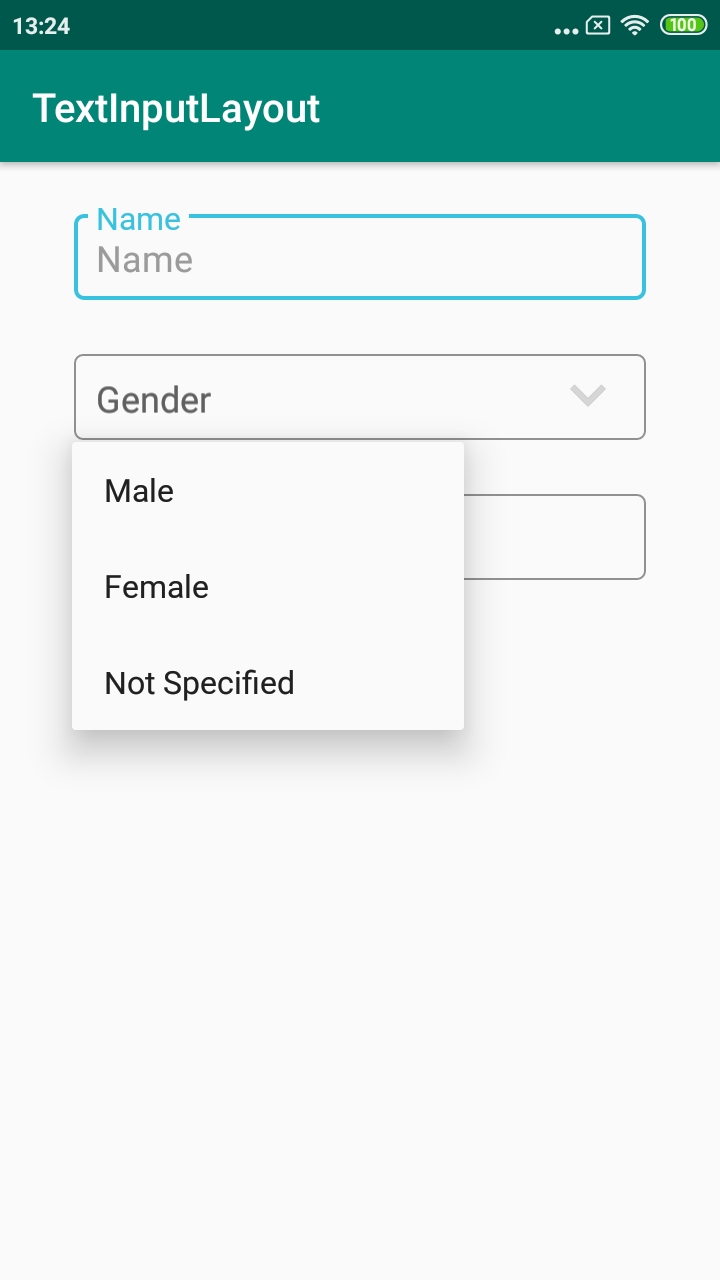 13:24
100
TextInputLayout
Name
Name
Gender
Male
Female
Not Specified